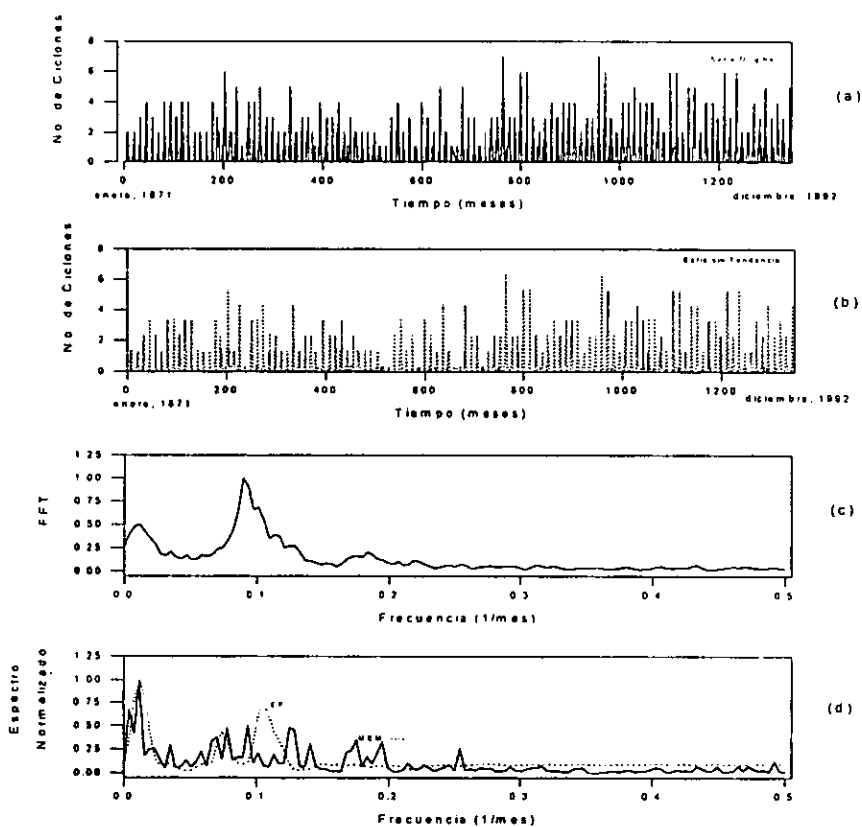 No de Ciclones
8
6
4
2
0
(a)
0 200 400 600 800 1000 1200
enero, 1871
Tiempo (meses)
diciembre, 1992
No de Ciclones
8
6
4
2
0
Serie sin Tendencia
(b)
0 200 400 600 800 1000 1200
enero, 1871
Tiempo (meses)
diciembre, 1992
FFT
1.25
1.00
0.75
0.50
0.25
0.00
(c)
0.0 0.1 0.2 0.3 0.4 0.5
Frecuencia (1/mes)
Espectro
Normalizado
1.25
1.00
0.75
0.50
0.25
0.00
MEM
(d)
0.0 0.1 0.2 0.3 0.4 0.5
Frecuencia (1/mes)